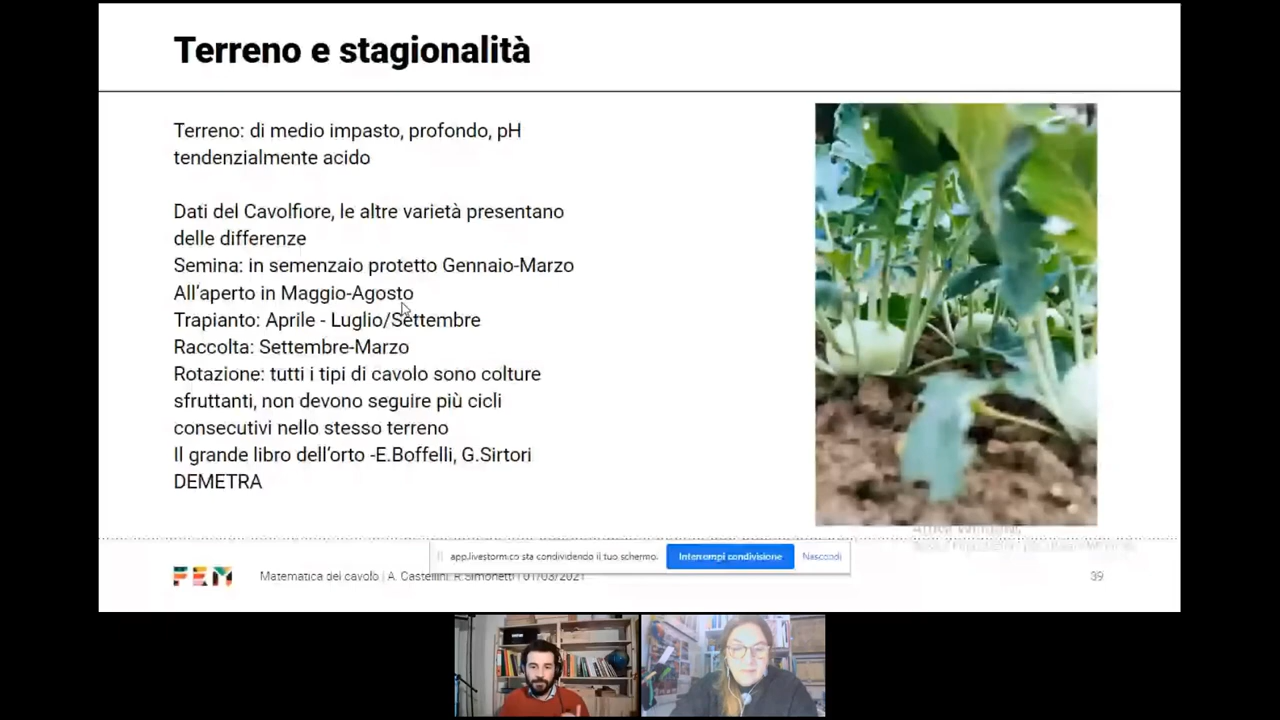 Terreno e stagionalità
Terreno: di medio impasto, profondo, pH
tendenzialmente acido
Dati del Cavolfiore, le altre varietà presentano
delle differenze
Semina: in semenzaio protetto Gennaio-Marzo
All'aperto in Maggio-Agosto
Trapianto: Aprile - Luglio/Settembre
Raccolta: Settembre-Marzo
Rotazione: tutti i tipi di cavolo sono colture
sfruttanti, non devono seguire più cicli
consecutivi nello stesso terreno
Il grande libro dell'orto -E.Boffelli, G.Sirtori
DEMETRA
app.livestorm.co sta condividendo il tuo schermo.
Interrompi condivisione
Nascondi
FEM
Matematica del cavolo | A. Castellini, R.Simonetti | 01/03/2021
39